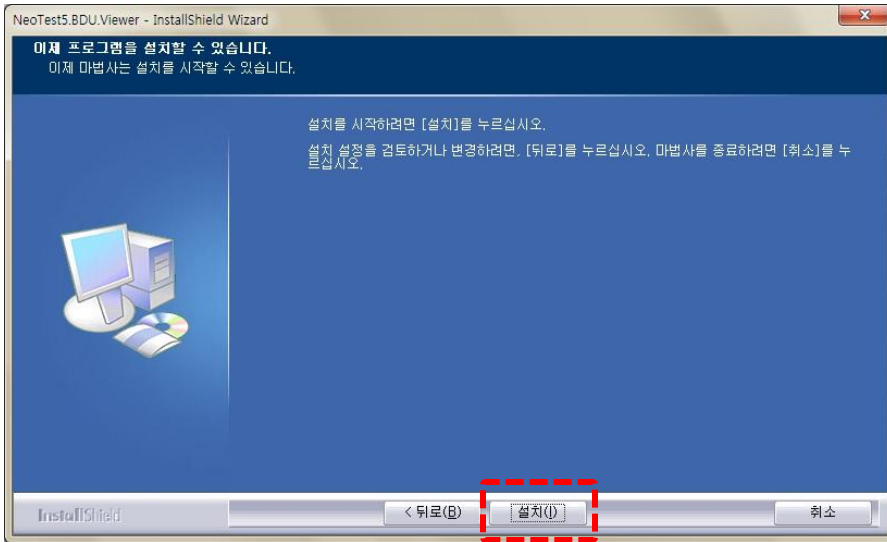 NeoTest5.BDU.Viewer - InstallShield Wizard
이제 프로그램을 설치할 수 있습니다.
이제 마법사는 설치를 시작할 수 있습니다.
설치를 시작하려면 [설치]를 누르십시오.
설치 설정을 검토하거나 변경하려면, [뒤로]를 누르십시오. 마법사를 종료하려면 [취소]를 누
르십시오.
InstallShield
< 뒤로(B)
설치(I)
취소